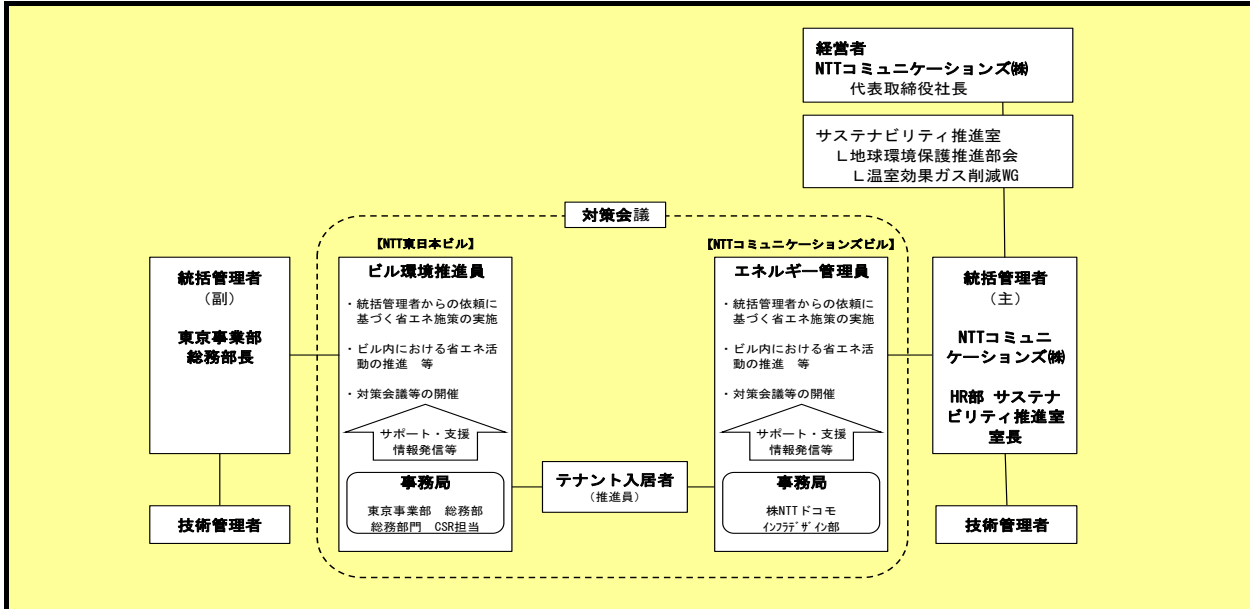 経営者
NTTコミュニケーションズ㈱
代表取締役社長
サステナビリティ推進室
∟地球環境保護推進部会
∟温室効果ガス削減WG
対策会議
【NTT東日本ビル】
【NTTコミュニケーションズビル】
統括管理者
（副）
東京事業部
総務部長
技術管理者
ビル環境推進員
・統括管理者からの依頼に
基づく省エネ施策の実施
・ビル内における省エネ活
動の推進　等
・対策会議等の開催
サポート・支援
情報発信等
事務局
東京事業部　総務部
総務部門　CSR担当
テナント入居者
（推進員）
エネルギー管理員
・統括管理者からの依頼に
基づく省エネ施策の実施
・ビル内における省エネ活
動の推進　等
・対策会議等の開催
サポート・支援
情報発信等
事務局
㈱NTTドコモ
ｲﾝﾌﾗﾃﾞｻﾞｲﾝ部
統括管理者
（主）
NTTコミュニ
ケーションズ㈱
HR部 サステナ
ビリティ推進室
室長
技術管理者